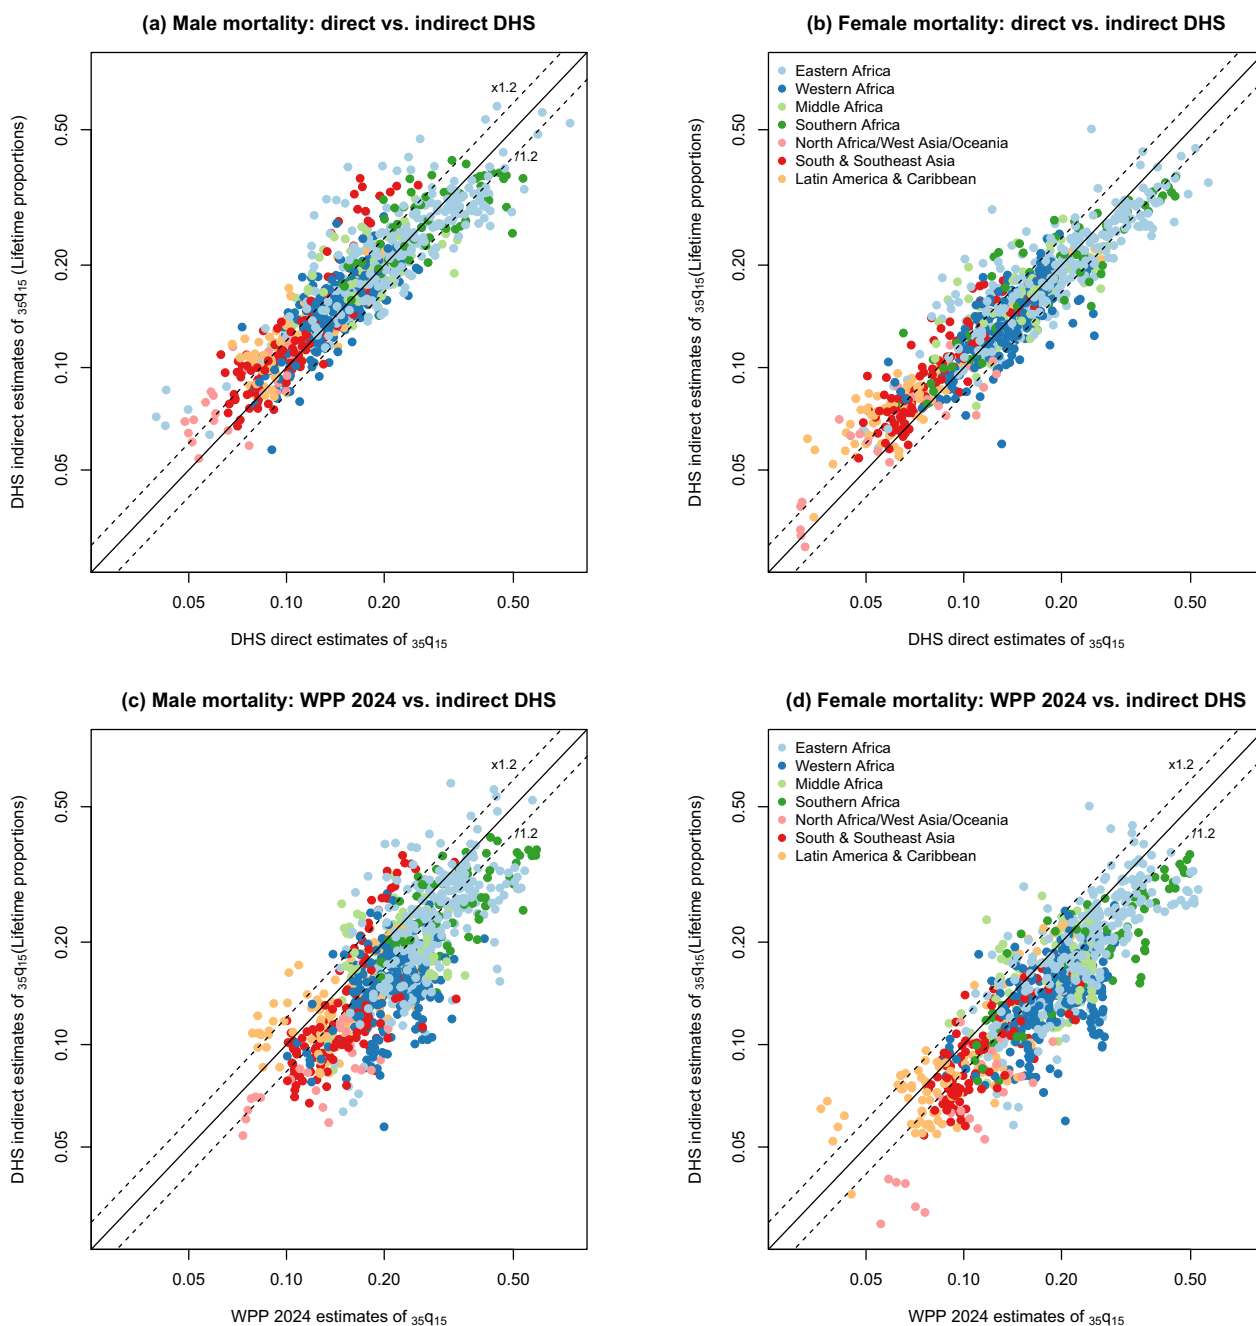 (a) Male mortality: direct vs. indirect DHS
DHS indirect estimates of 35q15 (Lifetime proportions)
0.50
0.20
0.10
0.05
x1.2
/1.2
0.05 0.10 0.20 0.50
DHS direct estimates of 35q15
(b) Female mortality: direct vs. indirect DHS
DHS indirect estimates of 35q15(Lifetime proportions)
0.50
0.20
0.10
0.05
Eastern Africa
Western Africa
Middle Africa
Southern Africa
North Africa/West Asia/Oceania
South & Southeast Asia
Latin America & Caribbean
0.05 0.10 0.20 0.50
DHS direct estimates of 35q15
(c) Male mortality: WPP 2024 vs. indirect DHS
DHS indirect estimates of 35q15(Lifetime proportions)
0.50
0.20
0.10
0.05
x1.2
/1.2
0.05 0.10 0.20 0.50
WPP 2024 estimates of 35q15
(d) Female mortality: WPP 2024 vs. indirect DHS
DHS indirect estimates of 35q15(Lifetime proportions)
0.50
0.20
0.10
0.05
Eastern Africa
Western Africa
Middle Africa
Southern Africa
North Africa/West Asia/Oceania
South & Southeast Asia
Latin America & Caribbean
x1.2
/1.2
0.05 0.10 0.20 0.50
WPP 2024 estimates of 35q15